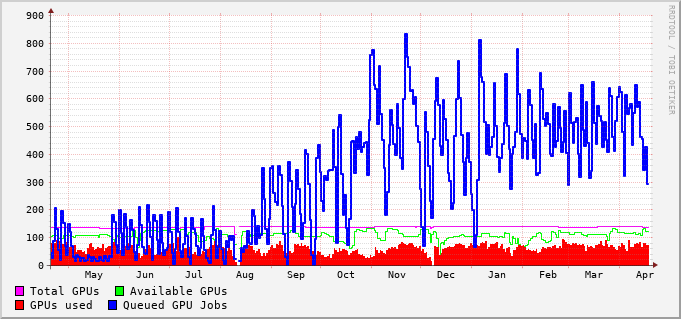 900
800
700
600
500
400
300
200
100
0
May Jun Jul Aug Sep Oct Nov Dec Jan Feb Mar Apr
Total GPUs Available GPUs
GPUs used Queued GPU Jobs
RRDTOOL / TOBI OETIKER